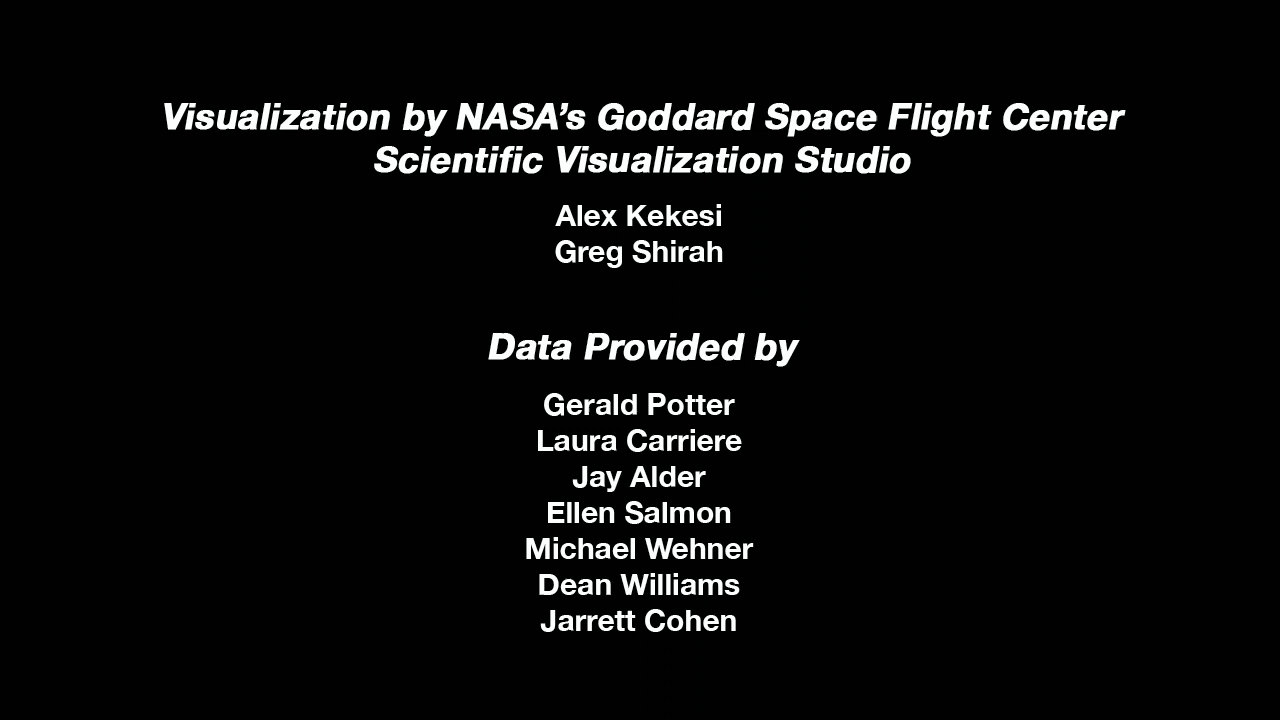 Visualization by NASA’s Goddard Space Flight Center
Scientific Visualization Studio
Alex Kekesi
Greg Shirah
Data Provided by
Gerald Potter
Laura Carriere
Jay Alder
Ellen Salmon
Michael Wehner
Dean Williams
Jarrett Cohen